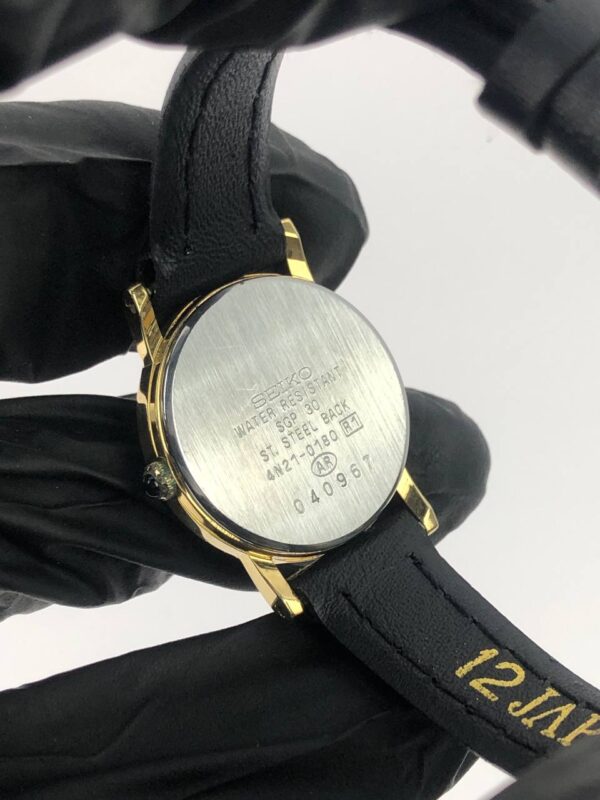 SEIKO
WATER RESISTANT
SGP 30
ST. STEEL BACK
4N21-0180 R1
AR
040967
12 JAP